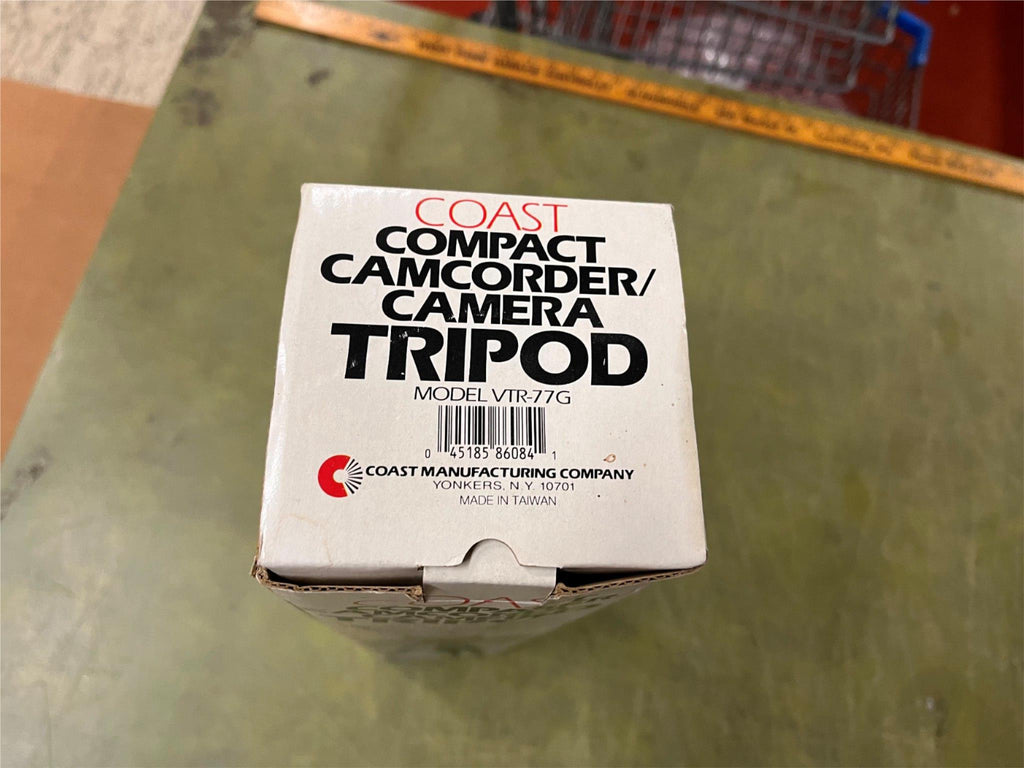 COAST
COMPACT
CAMCORDER/
CAMERA
TRIPOD
MODEL VTR-77G
0 45185 86084 1
COAST MANUFACTURING COMPANY
YONKERS, N.Y. 10701
MADE IN TAIWAN